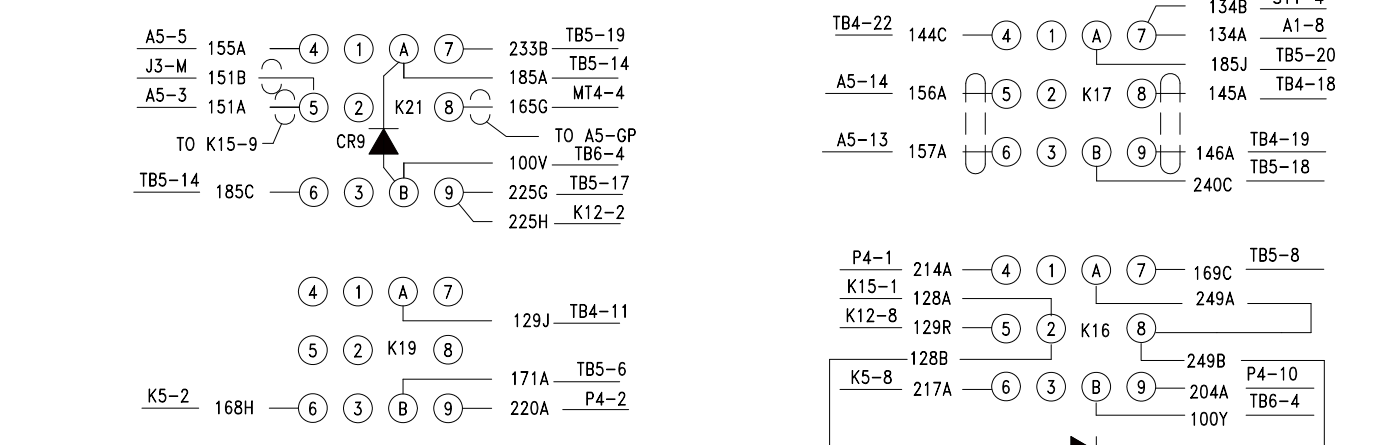 A5-5 155A 4 1 A 7 233B TB5-19
J3-M 151B 185A TB5-14
A5-3 151A 5 2 K21 8 165G MT4-4
TO K15-9 CR9 TO A5-GP
100V TB6-4
TB5-14 185C 6 3 B 9 225G TB5-17
225H K12-2
4 1 A 7
129J TB4-11
5 2 K19 8
171A TB5-6
K5-2 168H 6 3 B 9 220A P4-2
134B
TB4-22 144C 4 1 A 7 134A A1-8
185J TB5-20
A5-14 156A 5 2 K17 8 145A TB4-18
A5-13 157A 6 3 B 9 146A TB4-19
240C TB5-18
P4-1 214A 4 1 A 7 169C TB5-8
K15-1 128A 249A
K12-8 129R 5 2 K16 8
128B 249B
K5-8 217A 6 3 B 9 204A P4-10
100Y TB6-4